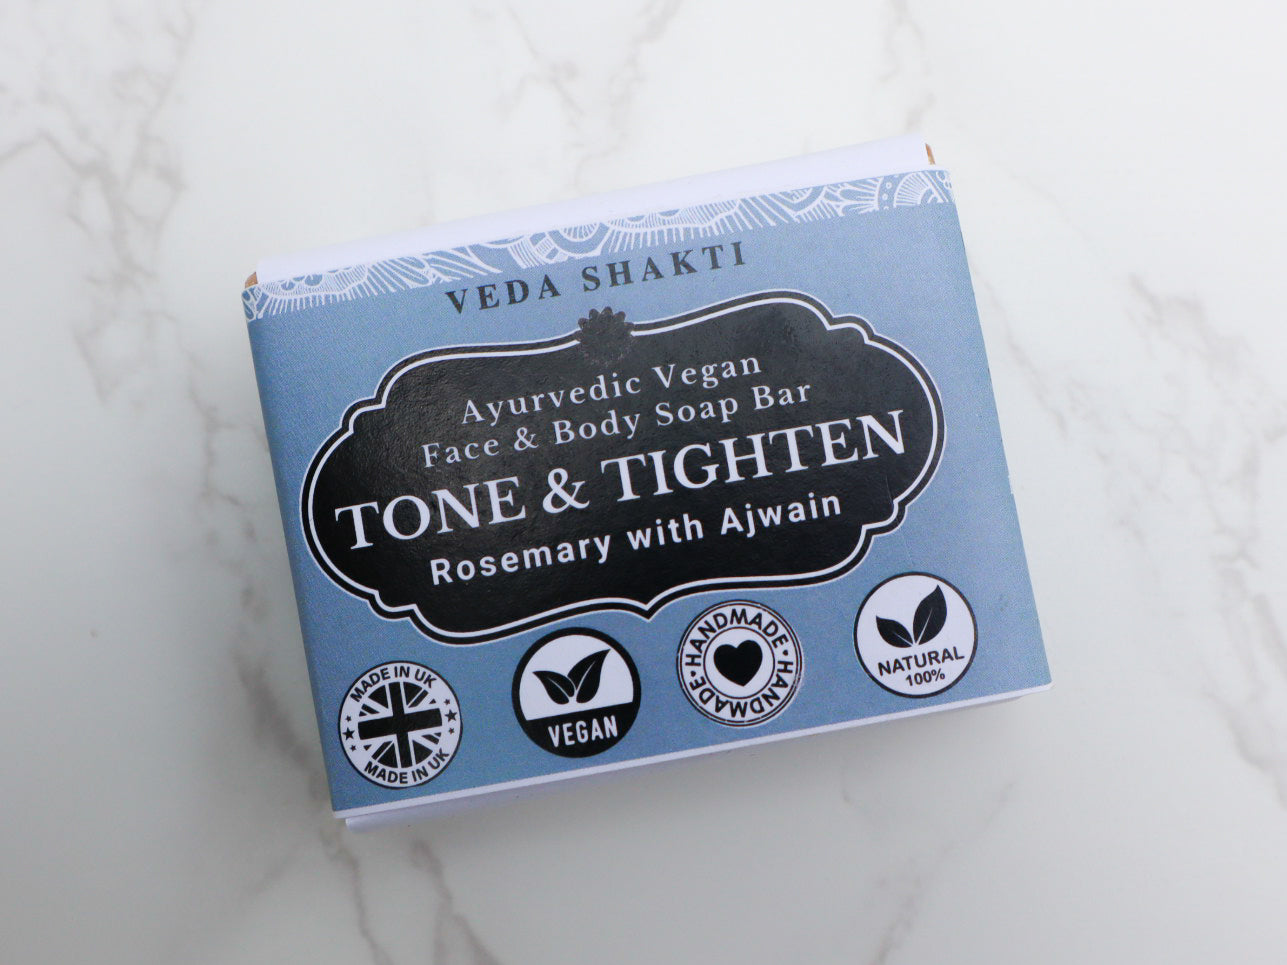 VEDA SHAKTI
Ayurvedic Vegan
Face & Body Soap Bar
TONE & TIGHTEN
Rosemary with Ajwain
MADE IN UK
MADE IN UK
VEGAN
HANDMADE • HANDMADE •
NATURAL
100%